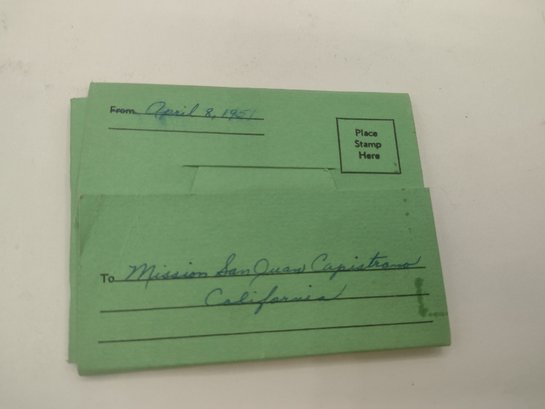 From April 8, 1951
Place
Stamp
Here
To Mission San Juan Capistrano
California